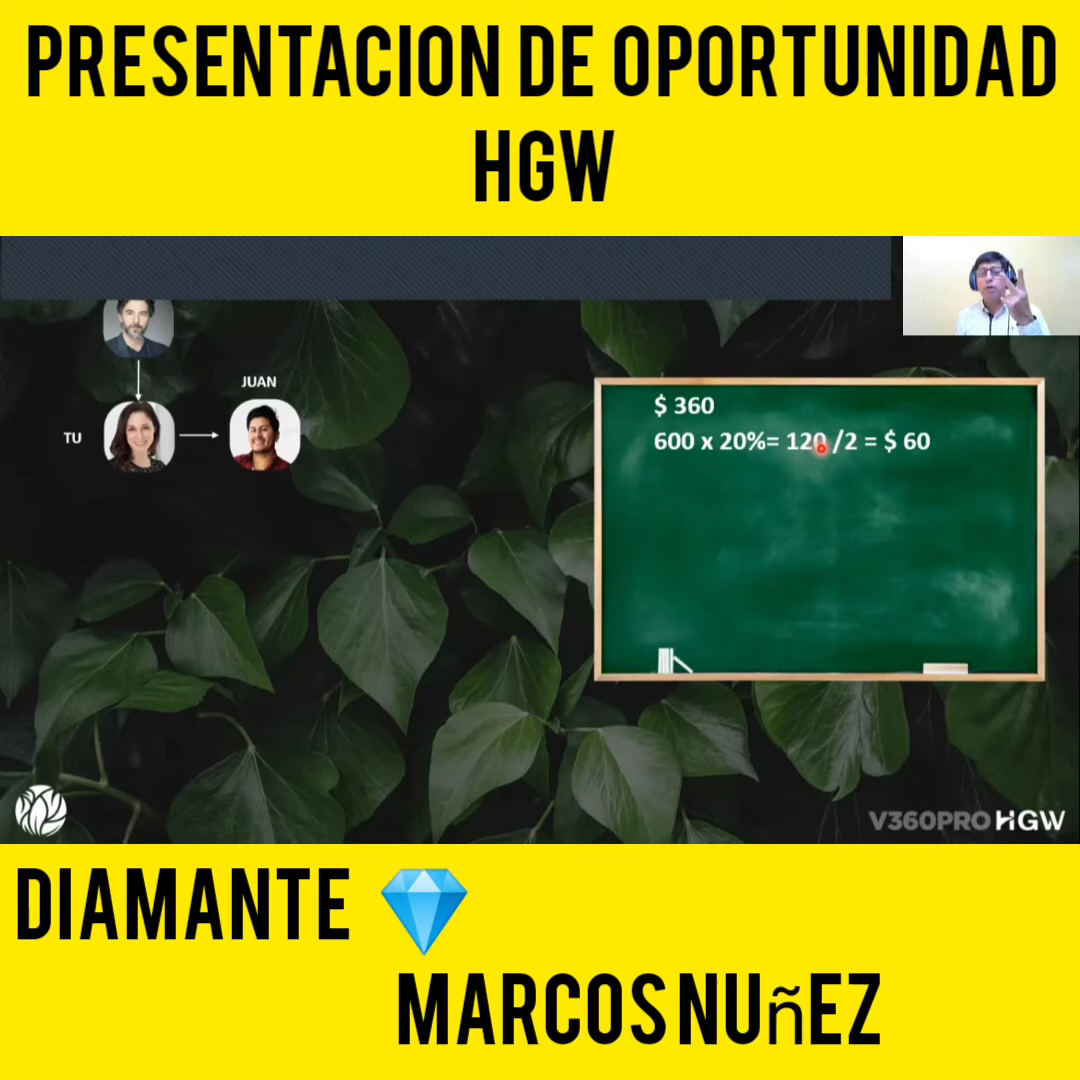 PRESENTACION DE OPORTUNIDAD
HGW
JUAN
TU
$ 360
600 x 20%= 120 /2 = $ 60
V360PRO HGW
DIAMANTE 💎
MARCOS NUñEZ